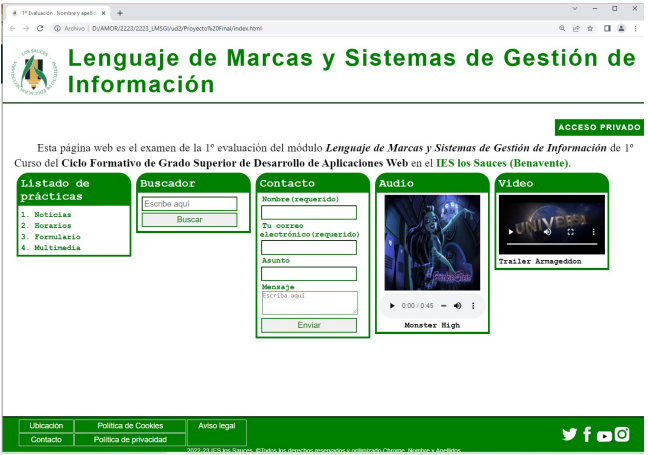 1ª Evaluación . Nombre y apellic
Archivo | D:/AMOR/2223/2223_LMSGI/ud2/Proyecto%20Final/index.html
LOS SAUCES
Lenguaje de Marcas y Sistemas de Gestión de
Información
ACCESO PRIVADO
Esta página web es el examen de la 1º evaluación del módulo Lenguaje de Marcas y Sistemas de Gestión de Información de 1º
Curso del Ciclo Formativo de Grado Superior de Desarrollo de Aplicaciones Web en el IES los Sauces (Benavente).
Listado de
prácticas
1. Noticias
2. Horarios
3. Formulario
4. Multimedia
Buscador
Escribe aquí
Buscar
Contacto
Nombre(requerido)
Tu correo
electrónico(requerido)
Asunto
Mensaje
Escriba aquí
Enviar
Audio
Monster High
0:00 / 0:45
Monster High
Video
UNIVERS
Trailer Armageddon
Ubicación
Política de Cookies
Aviso legal
Contacto
Política de privacidad
2022-23 IES los Sauces. ©Todos los derechos reservados y optimizado Chrome. Nombre y Apellidos